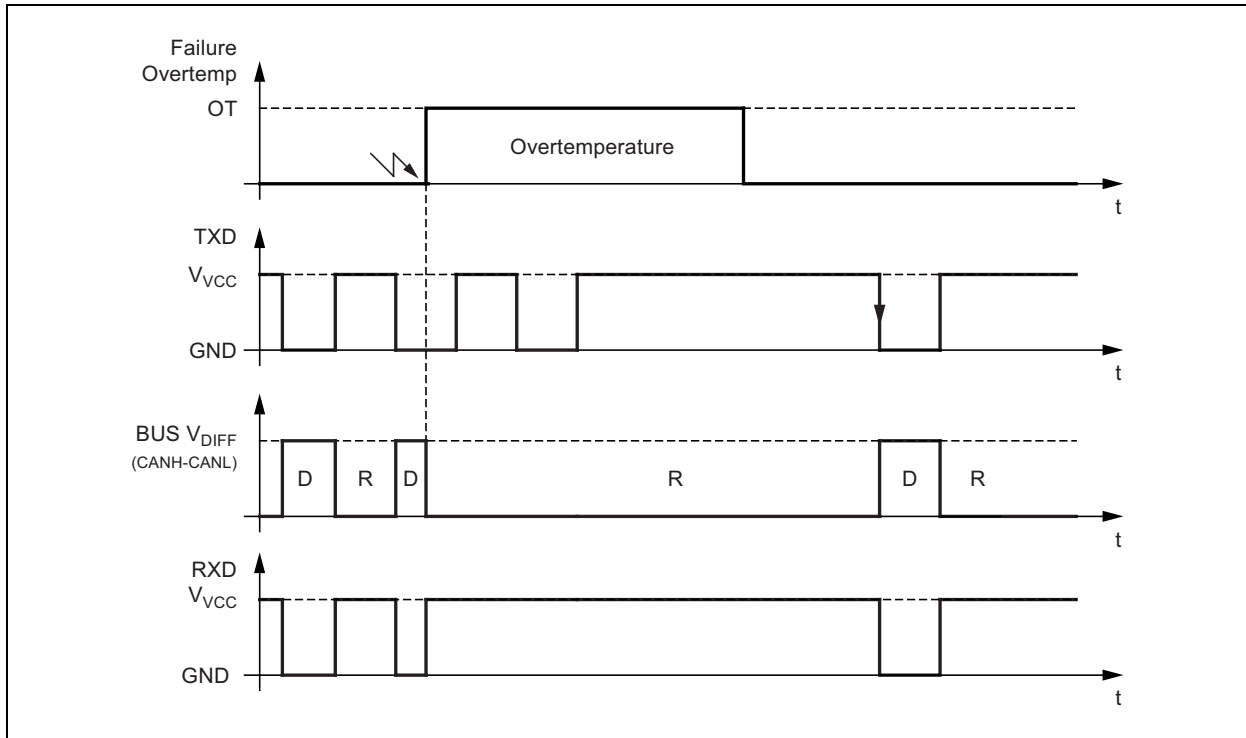 Failure
Overtemp
OT
Overtemperature
t
TXD
VVCC
GND
t
BUS VDIFF
(CANH-CANL)
D R D R D R
t
RXD
VVCC
GND
t